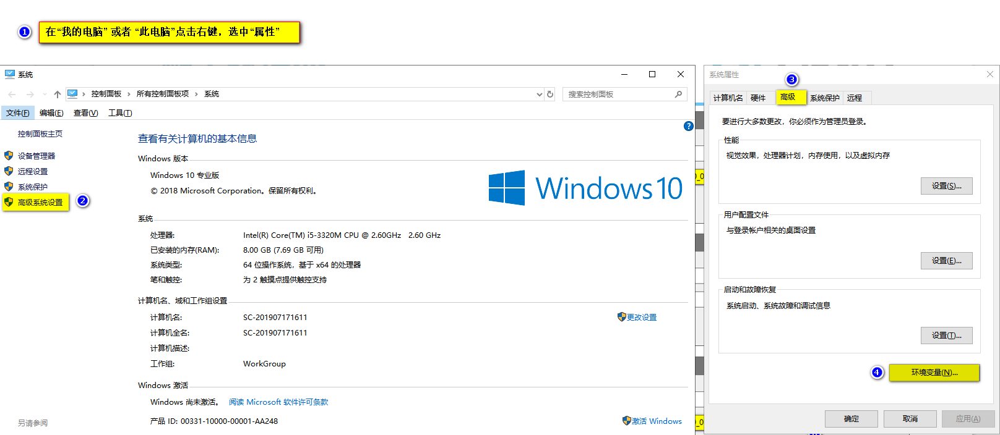 1
在“我的电脑” 或者 “此电脑”点击右键，选中“属性”
系统
控制面板 › 所有控制面板项 › 系统
搜索控制面板
文件(F) 编辑(E) 查看(V) 工具(T)
控制面板主页
设备管理器
远程设置
系统保护
高级系统设置
2
另请参阅
?
查看有关计算机的基本信息
Windows 版本
Windows 10 专业版
© 2018 Microsoft Corporation。保留所有权利。
Windows 10
系统
处理器: Intel(R) Core(TM) i5-3320M CPU @ 2.60GHz 2.60 GHz
已安装的内存(RAM): 8.00 GB (7.69 GB 可用)
系统类型: 64 位操作系统，基于 x64 的处理器
笔和触控: 为 2 触摸点提供触控支持
计算机名、域和工作组设置
计算机名: SC-201907171611
更改设置
计算机全名: SC-201907171611
计算机描述:
工作组: WorkGroup
Windows 激活
Windows 尚未激活。 阅读 Microsoft 软件许可条款
产品 ID: 00331-10000-00001-AA248
激活 Windows
系统属性
3
计算机名 硬件 高级 系统保护 远程
要进行大多数更改，你必须作为管理员登录。
性能
视觉效果，处理器计划，内存使用，以及虚拟内存
设置(S)...
用户配置文件
与登录帐户相关的桌面设置
设置(E)...
启动和故障恢复
系统启动、系统故障和调试信息
设置(T)...
4
环境变量(N)...
确定 取消 应用(A)